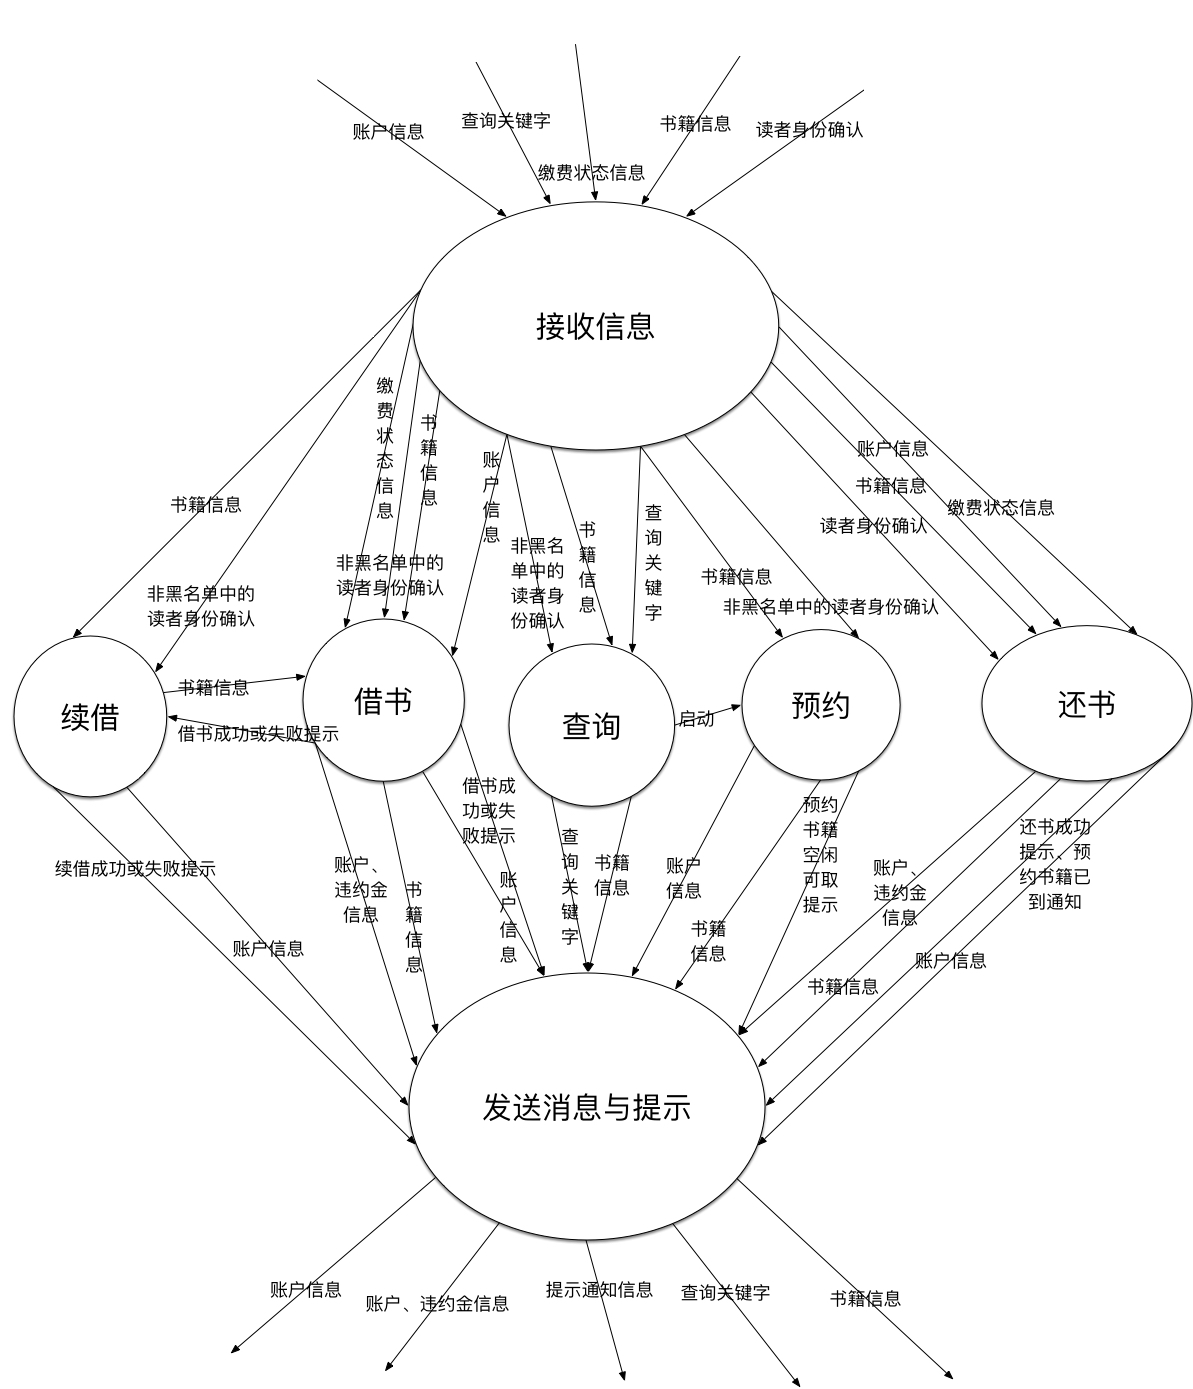 账户信息
查询关键字
缴费状态信息
书籍信息
读者身份确认
接收信息
书籍信息
非黑名单中的
读者身份确认
缴
费
状
态
信
息
书
籍
信
息
非黑名单中的
读者身份确认
账
户
信
息
非黑名
单中的
读者身
份确认
书
籍
信
息
查
询
关
键
字
书籍信息
非黑名单中的读者身份确认
账户信息
书籍信息
读者身份确认
缴费状态信息
续借
书籍信息
借书成功或失败提示
借书
查询
启动
预约
还书
续借成功或失败提示
账户信息
账户、
违约金
信息
书
籍
信
息
借书成
功或失
败提示
账
户
信
息
查
询
关
键
字
书籍
信息
账户
信息
书籍
信息
预约
书籍
空闲
可取
提示
账户、
违约金
信息
书籍信息
还书成功
提示、预
约书籍已
到通知
账户信息
发送消息与提示
账户信息
账户、违约金信息
提示通知信息
查询关键字
书籍信息